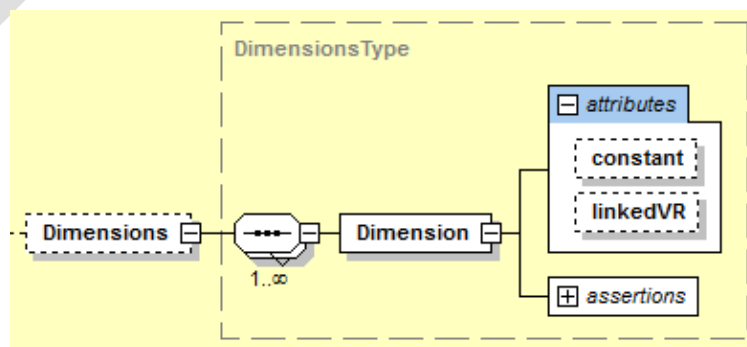 DimensionsType
attributes
constant
linkedVR
Dimensions
Dimension
1..∞
assertions